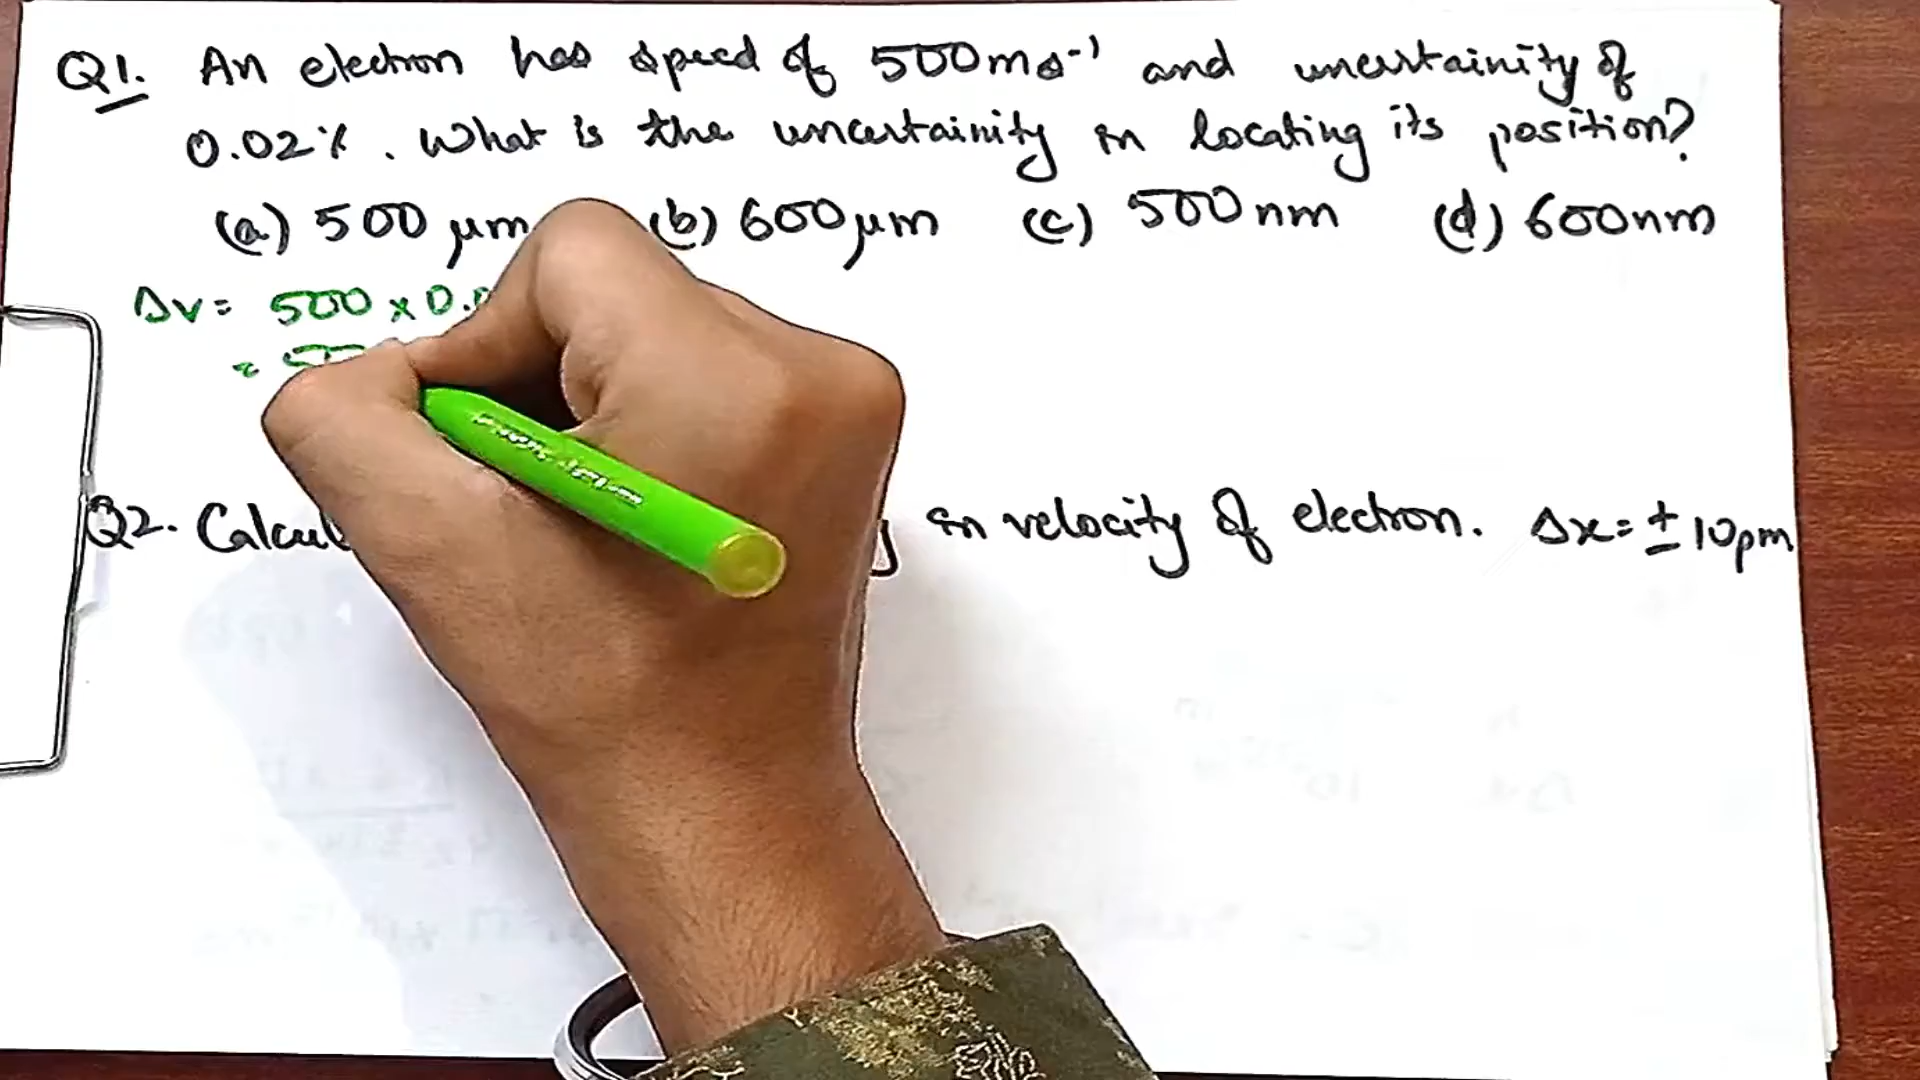 Q1. An electron has speed of 500ms⁻¹ and uncertainity of
0.02%. What is the uncertainity in locating its position?
(a) 500 μm (b) 600μm (c) 500nm (d) 600nm
Δv = 500 × 0.
=
Q2. Calcul in velocity of electron. Δx = ± 10pm